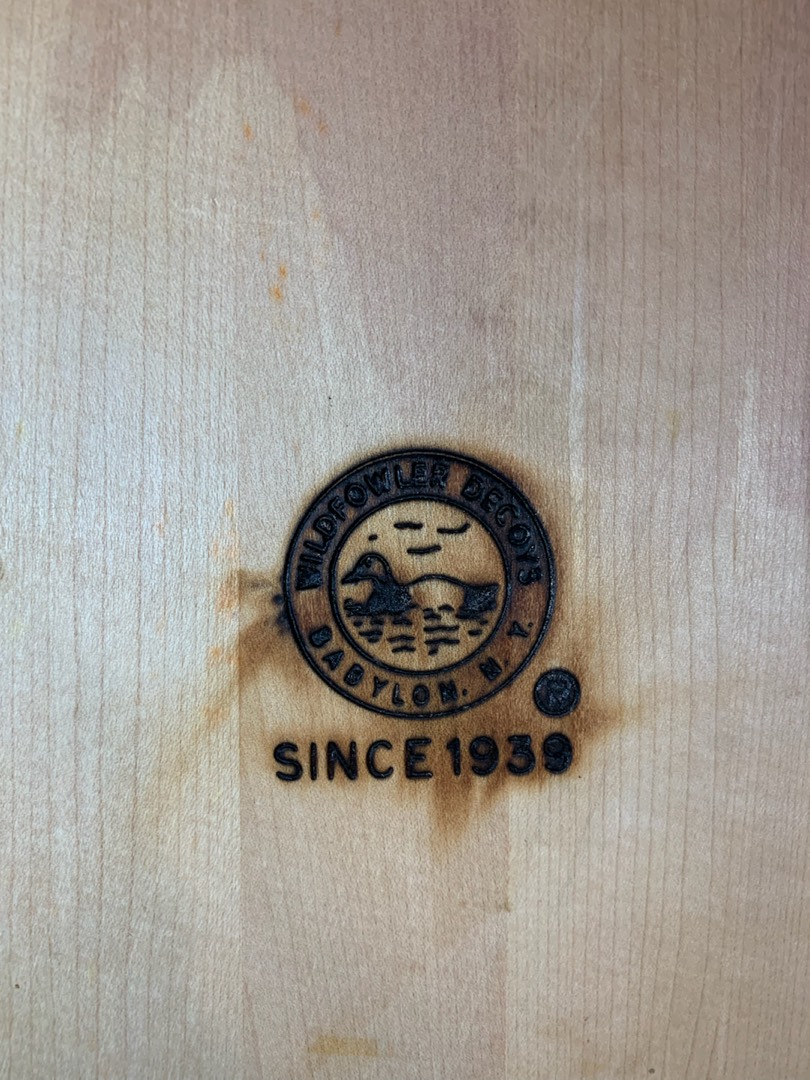 WILDFOWLER DECOYS
BABYLON, N. Y.
®
SINCE 1939